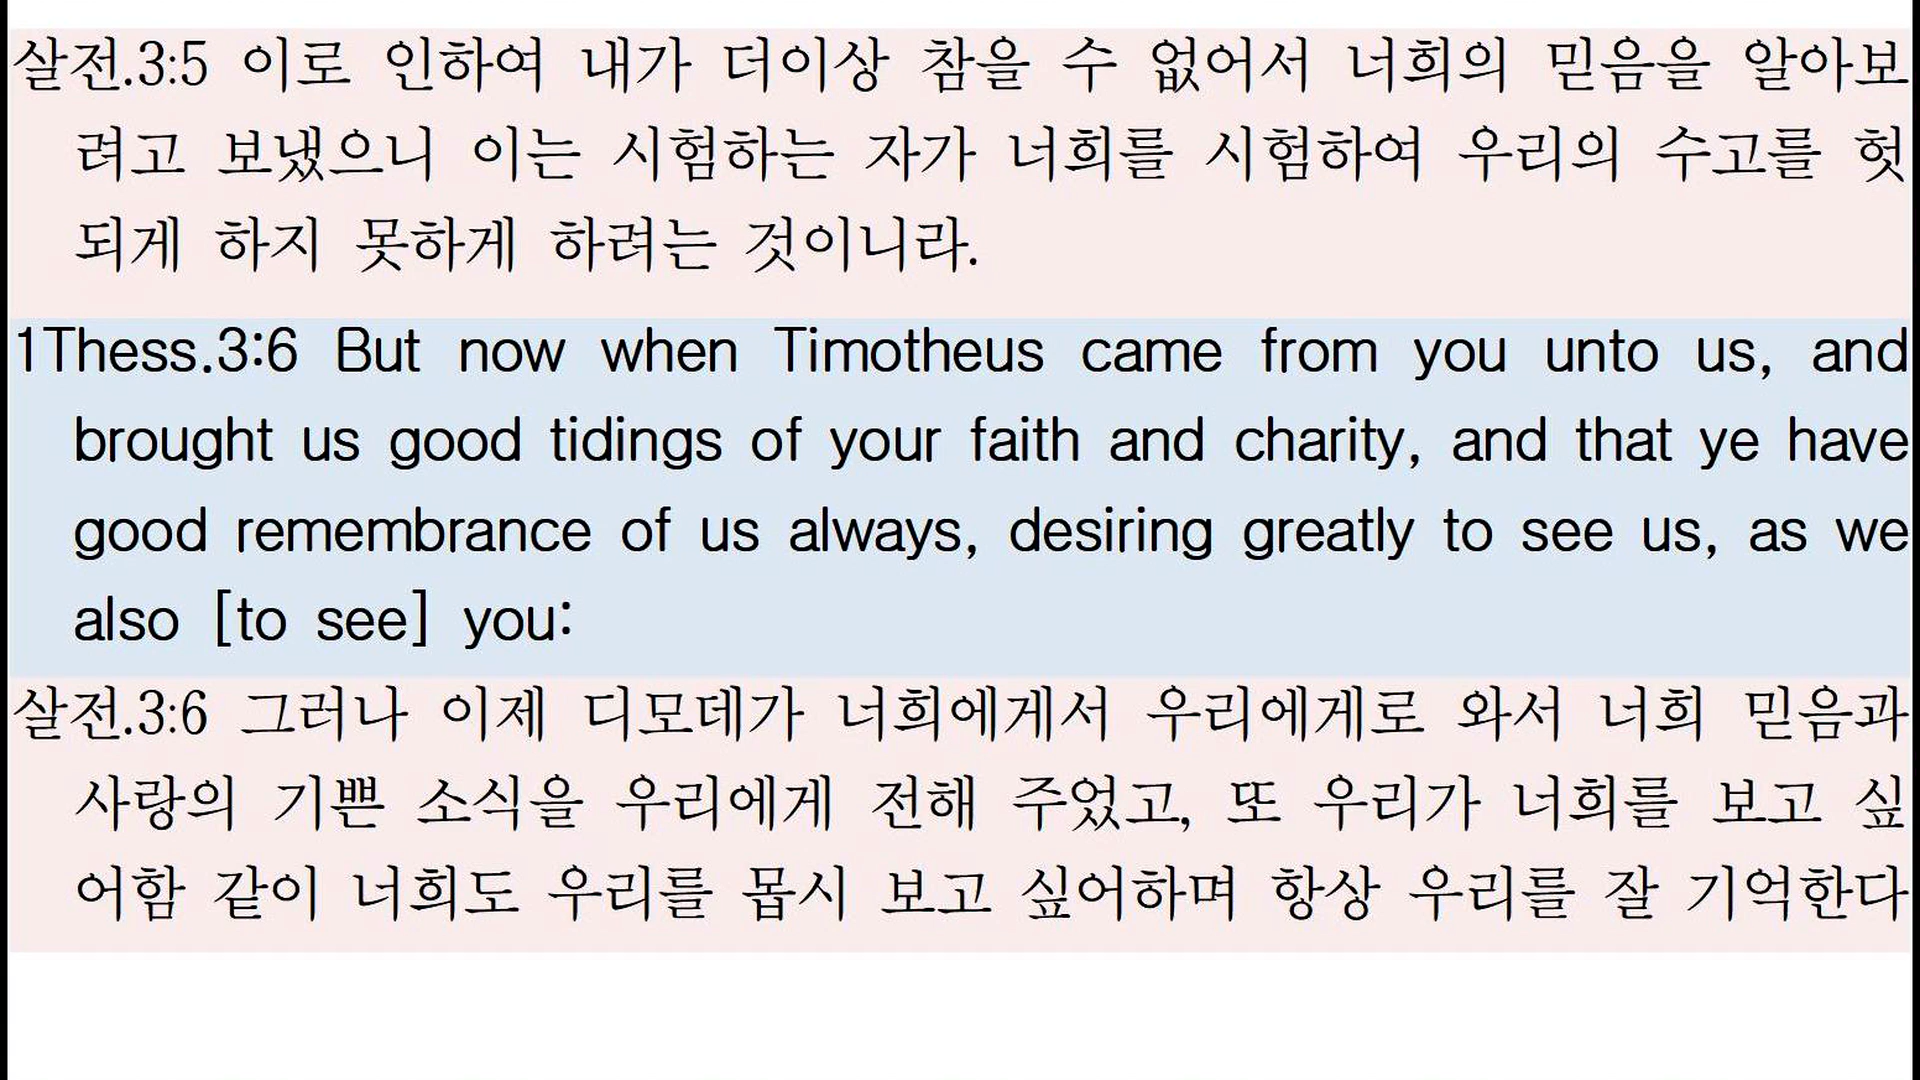 살전.3:5 이로 인하여 내가 더이상 참을 수 없어서 너희의 믿음을 알아보
려고 보냈으니 이는 시험하는 자가 너희를 시험하여 우리의 수고를 헛
되게 하지 못하게 하려는 것이니라.
1Thess.3:6 But now when Timotheus came from you unto us, and
brought us good tidings of your faith and charity, and that ye have
good remembrance of us always, desiring greatly to see us, as we
also [to see] you:
살전.3:6 그러나 이제 디모데가 너희에게서 우리에게로 와서 너희 믿음과
사랑의 기쁜 소식을 우리에게 전해 주었고, 또 우리가 너희를 보고 싶
어함 같이 너희도 우리를 몹시 보고 싶어하며 항상 우리를 잘 기억한다